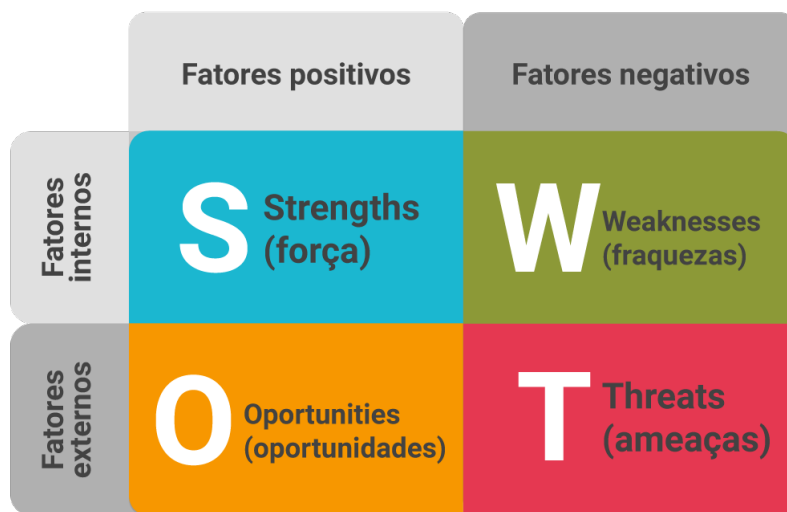 Fatores positivos
Fatores negativos
Fatores
internos
S
Strengths
(força)
W
Weaknesses
(fraquezas)
Fatores
externos
O
Oportunities
(oportunidades)
T
Threats
(ameaças)